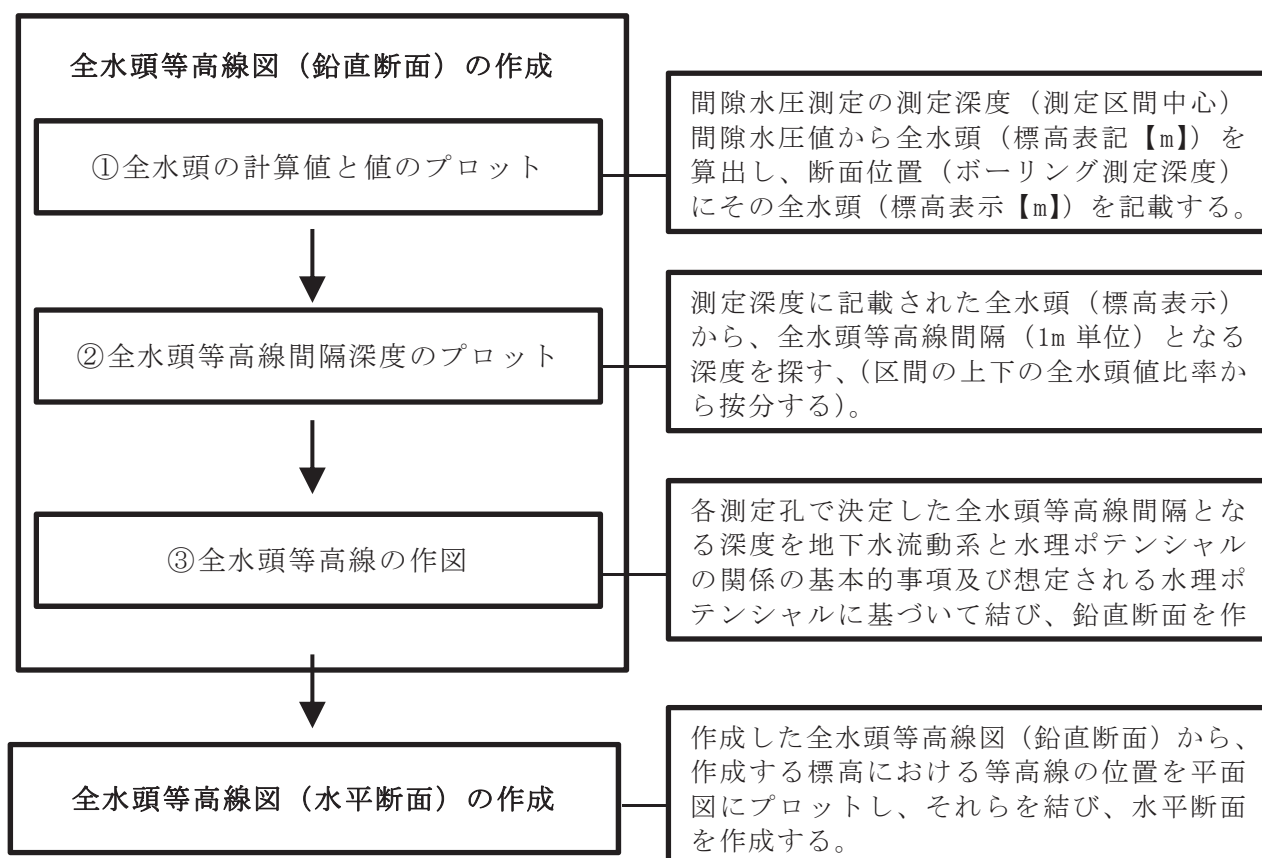 全水頭等高線図（鉛直断面）の作成
①全水頭の計算値と値のプロット
間隙水圧測定の測定深度（測定区間中心）
間隙水圧値から全水頭（標高表記【m】）を
算出し、断面位置（ボーリング測定深度）
にその全水頭（標高表示【m】）を記載する。
②全水頭等高線間隔深度のプロット
測定深度に記載された全水頭（標高表示）
から、全水頭等高線間隔（1m 単位）となる
深度を探す、（区間の上下の全水頭値比率か
ら按分する）。
③全水頭等高線の作図
各測定孔で決定した全水頭等高線間隔とな
る深度を地下水流動系と水理ポテンシャル
の関係の基本的事項及び想定される水理ポ
テンシャルに基づいて結び、鉛直断面を作
全水頭等高線図（水平断面）の作成
作成した全水頭等高線図（鉛直断面）から、
作成する標高における等高線の位置を平面
図にプロットし、それらを結び、水平断面
を作成する。